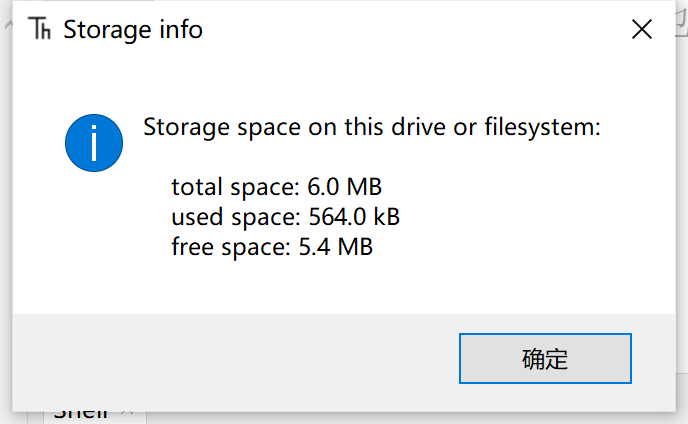 Th Storage info
Storage space on this drive or filesystem:
total space: 6.0 MB
used space: 564.0 kB
free space: 5.4 MB
确定
Shell